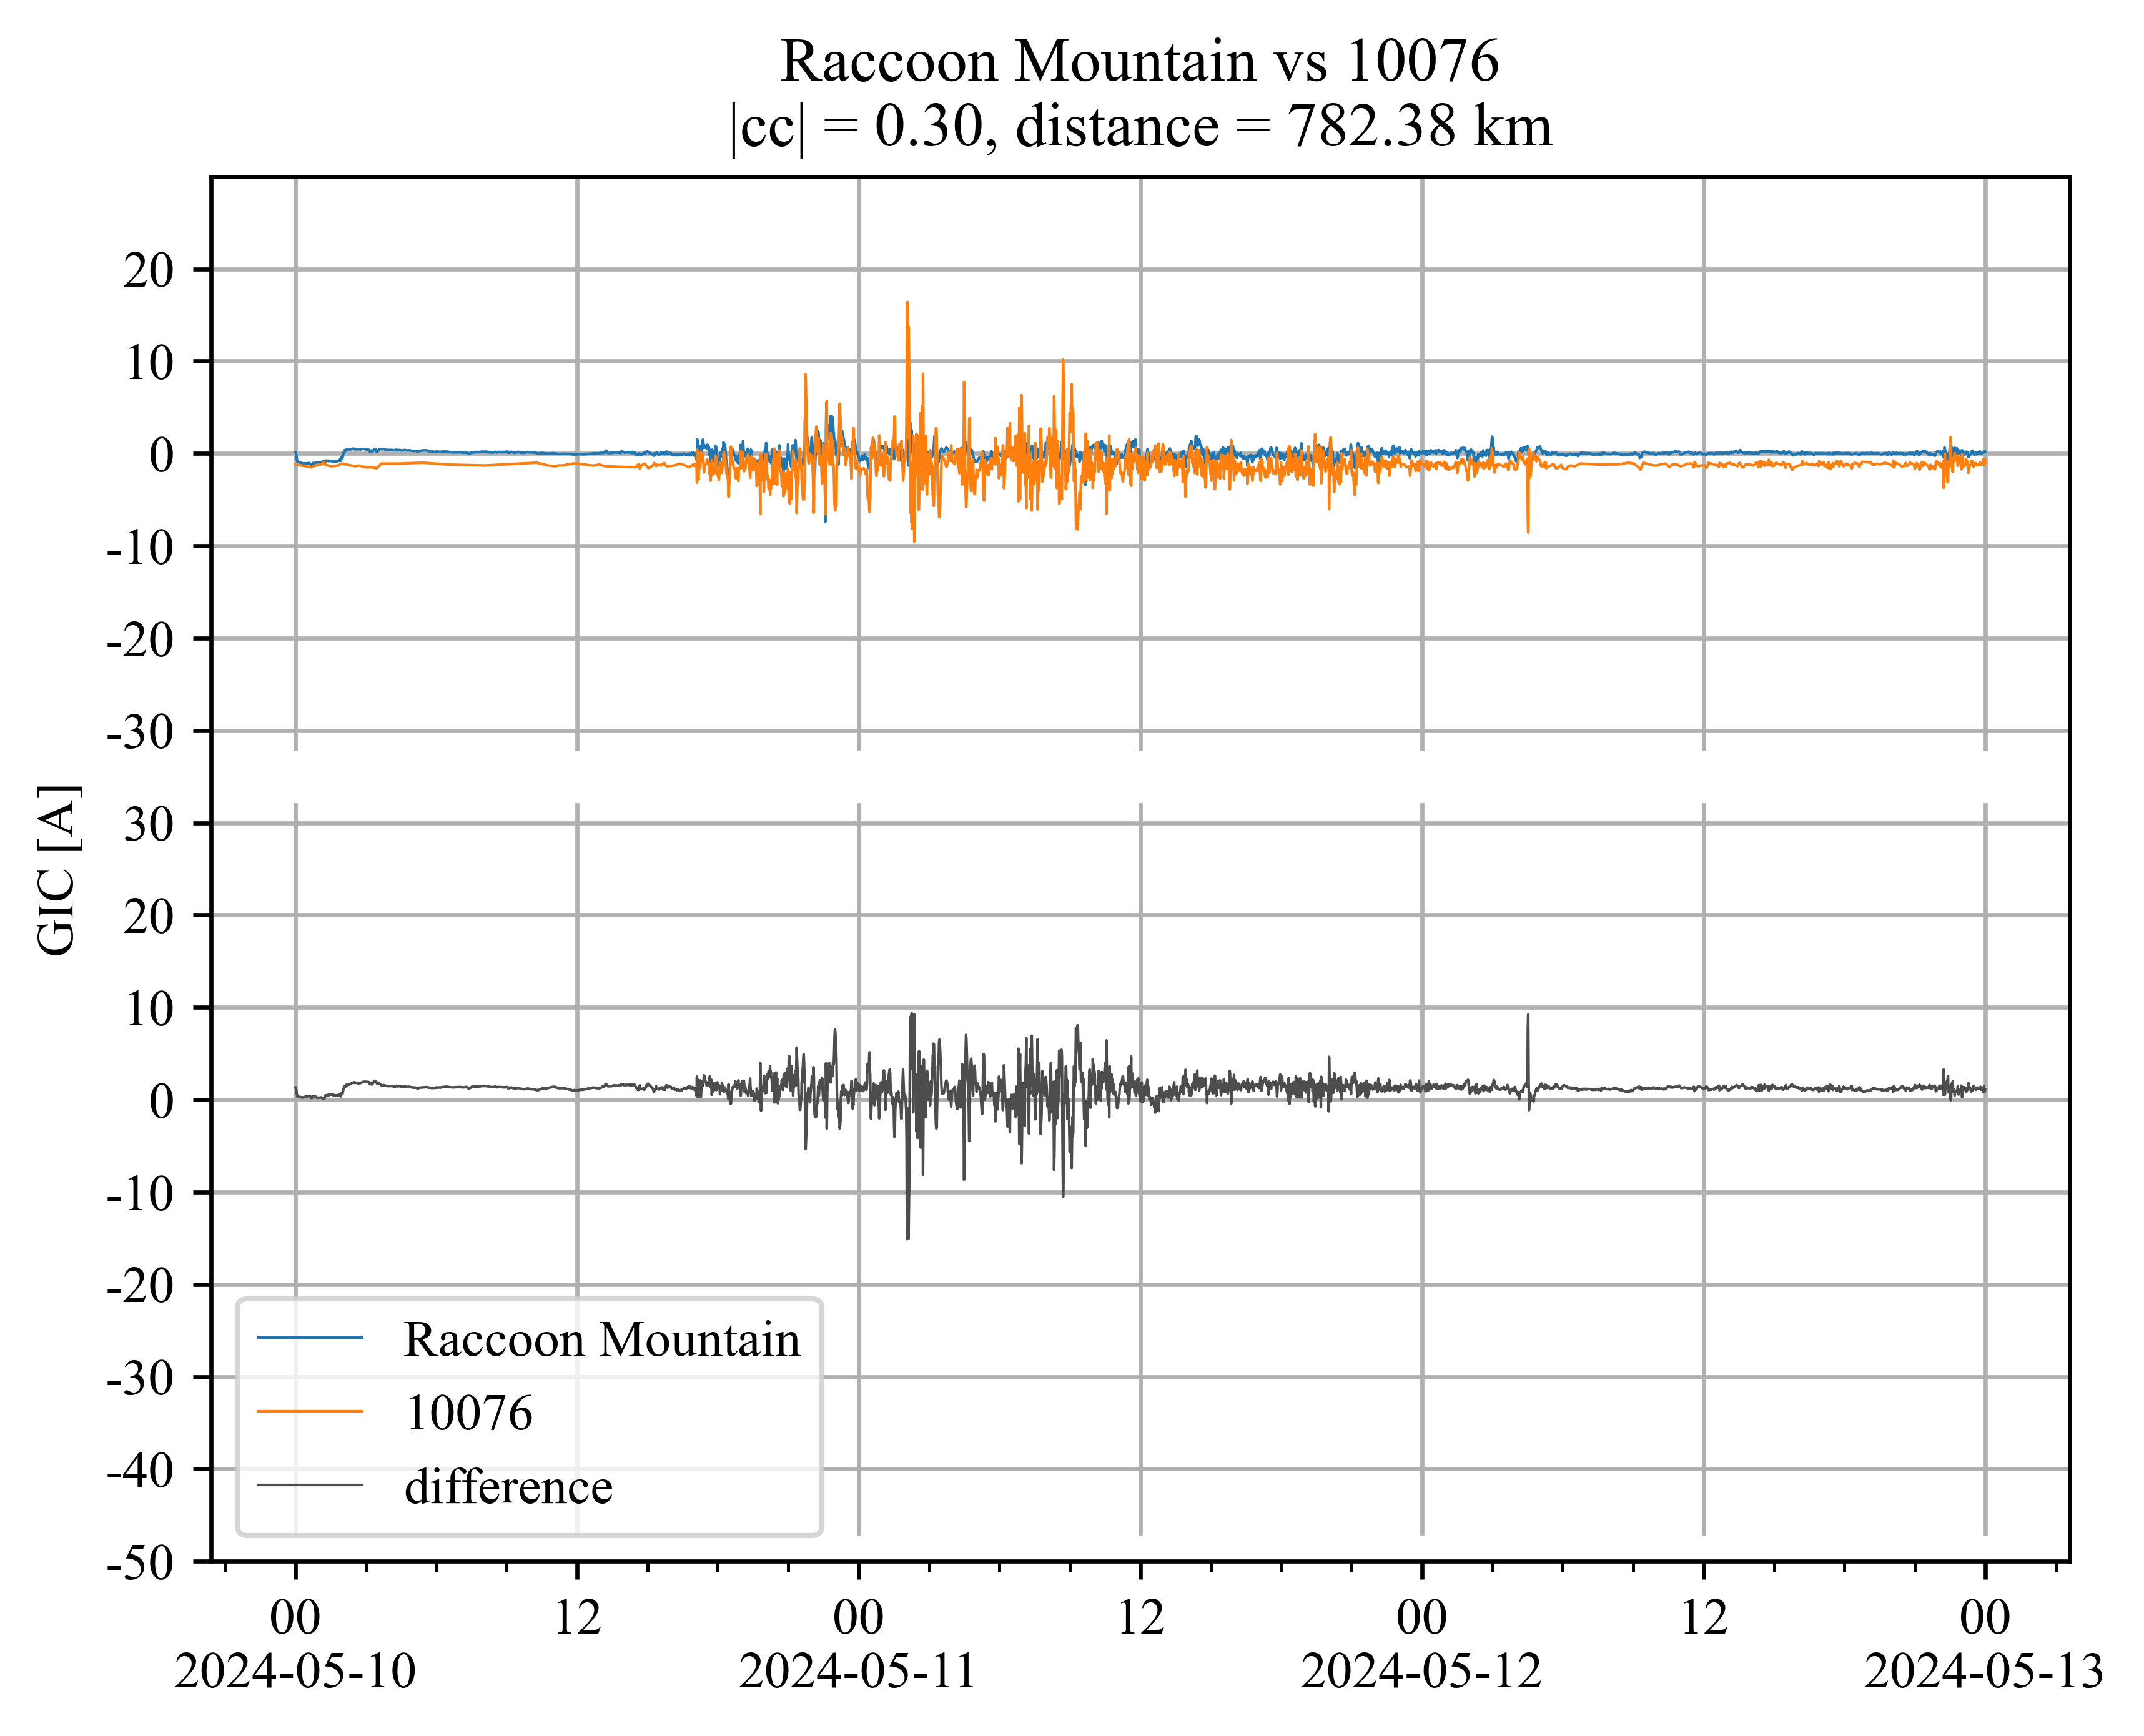 Raccoon Mountain vs 10076
|cc| = 0.30, distance = 782.38 km
20
10
0
-10
-20
-30
30
20
10
0
-10
-20
-30
-40
-50
GIC [A]
Raccoon Mountain
10076
difference
00 12 00 12 00 12 00
2024-05-10 2024-05-11 2024-05-12 2024-05-13